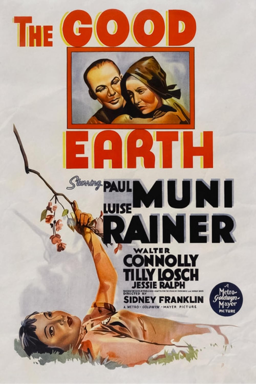 THE GOOD
EARTH
Starring PAUL MUNI
LUISE RAINER
WALTER
CONNOLLY
TILLY LOSCH
JESSIE RALPH
DIRECTED BY
SIDNEY FRANKLIN
A METRO-GOLDWYN-MAYER PICTURE
A
Metro-
Goldwyn-
Mayer
PICTURE